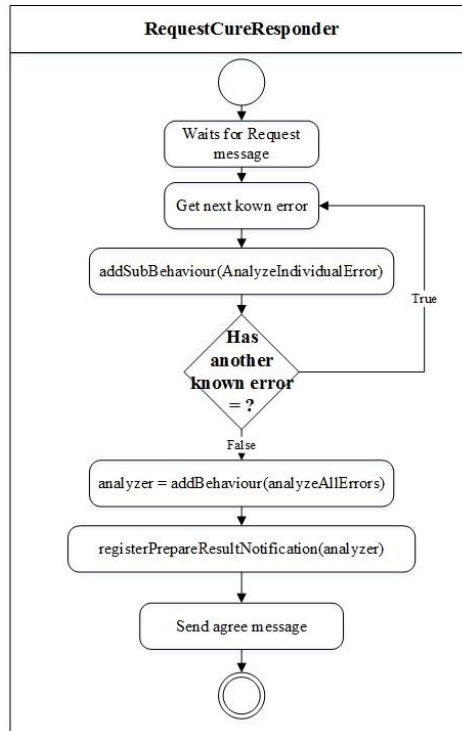 RequestCureResponder
Waits for Request
message
Get next kown error
addSubBehaviour(AnalyzeIndividualError)
True
Has
another
known error
= ?
False
analyzer = addBehaviour(analyzeAllErrors)
registerPrepareResultNotification(analyzer)
Send agree message